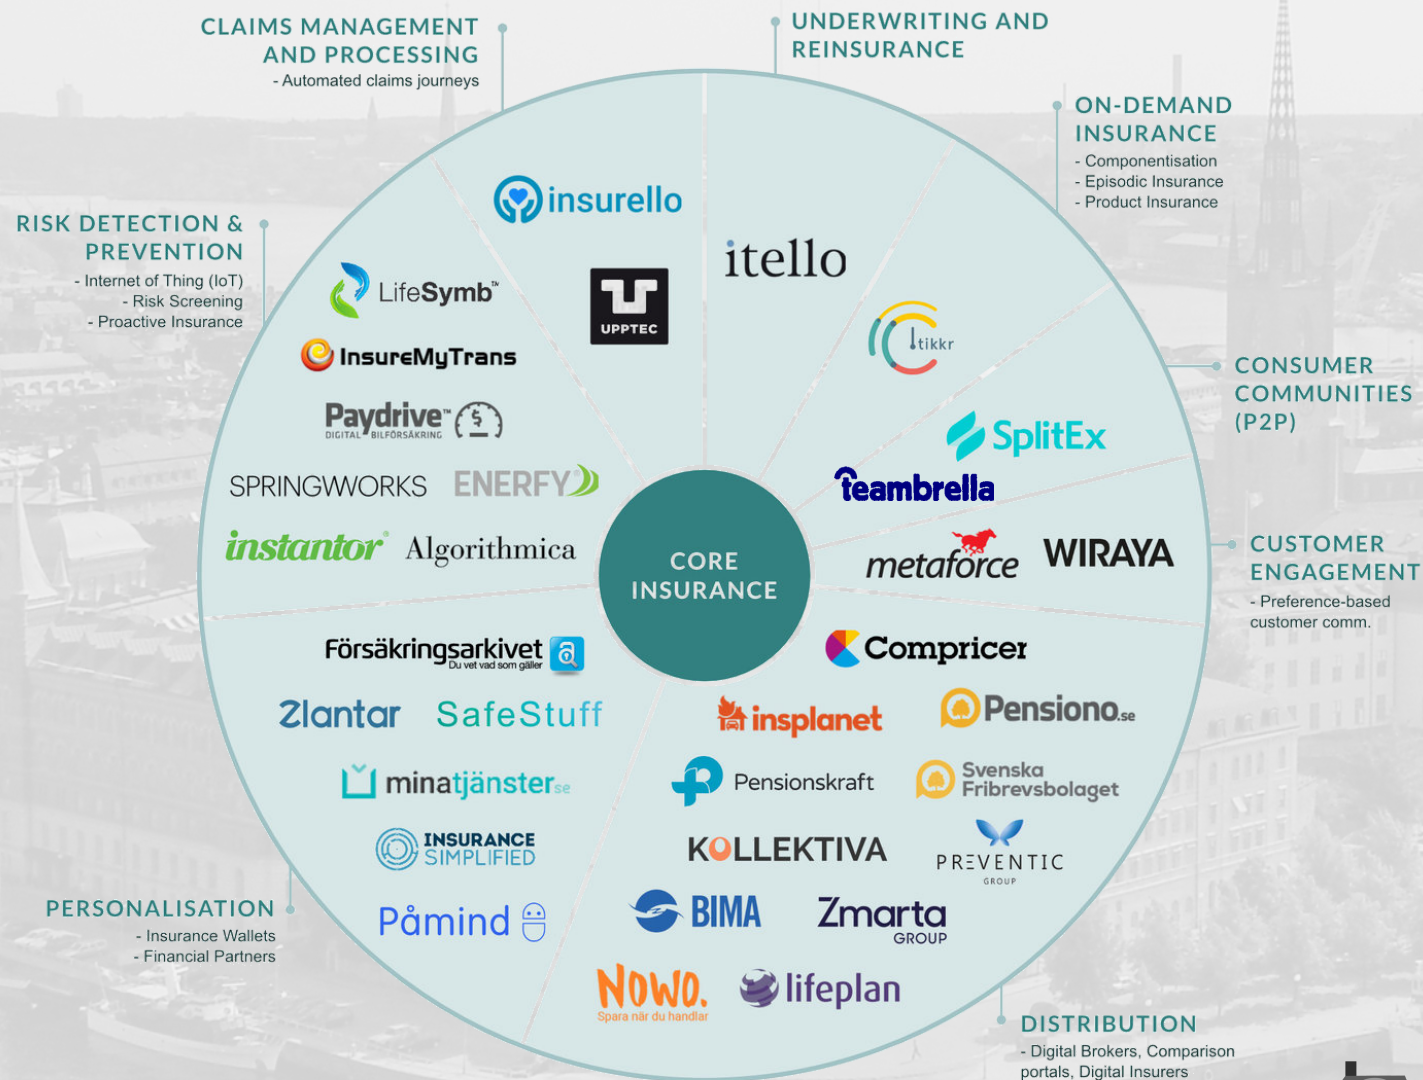 CLAIMS MANAGEMENT
AND PROCESSING
- Automated claims journeys
UNDERWRITING AND
REINSURANCE
ON-DEMAND
INSURANCE
- Componentisation
- Episodic Insurance
- Product Insurance
RISK DETECTION &
PREVENTION
- Internet of Thing (IoT)
- Risk Screening
- Proactive Insurance
CONSUMER
COMMUNITIES
(P2P)
CUSTOMER
ENGAGEMENT
- Preference-based
customer comm.
PERSONALISATION
- Insurance Wallets
- Financial Partners
DISTRIBUTION
- Digital Brokers, Comparison
portals, Digital Insurers
CORE
INSURANCE
insurello
UPPTEC
itello
tikkr
SplitEx
teambrella
metaforce
WIRAYA
LifeSymb™
InsureMyTrans
Paydrive™
DIGITAL BILFÖRSÄKRING
SPRINGWORKS
ENERFY
instantor®
Algorithmica
Försäkringsarkivet
Du vet vad som gäller
Zlantar
SafeStuff
minatjänster.se
INSURANCE
SIMPLIFIED
Påmind
Compricer
insplanet
Pensiono.se
Pensionskraft
Svenska
Fribrevsbolaget
KOLLEKTIVA
PREVENTIC
GROUP
BIMA
Zmarta
GROUP
NOWO.
Spara när du handlar
lifeplan